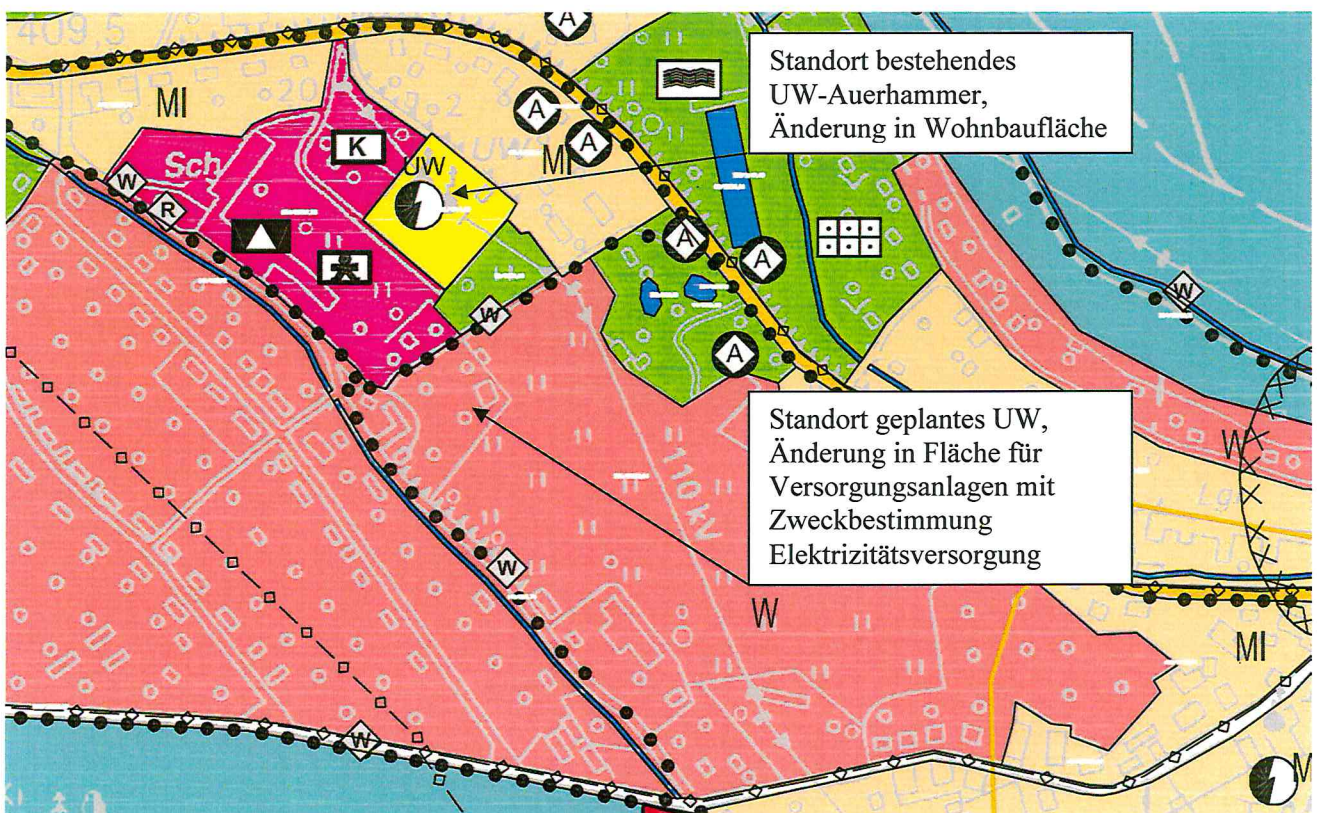 409,5
A
MI
Standort bestehendes
UW-Auerhammer,
Änderung in Wohnbaufläche
A
A
K
UW
MI
Sch
W
R
A
A
W
W
A
Standort geplantes UW,
Änderung in Fläche für
Versorgungsanlagen mit
Zweckbestimmung
Elektrizitätsversorgung
110 kV
W
W
W
MI
W
M